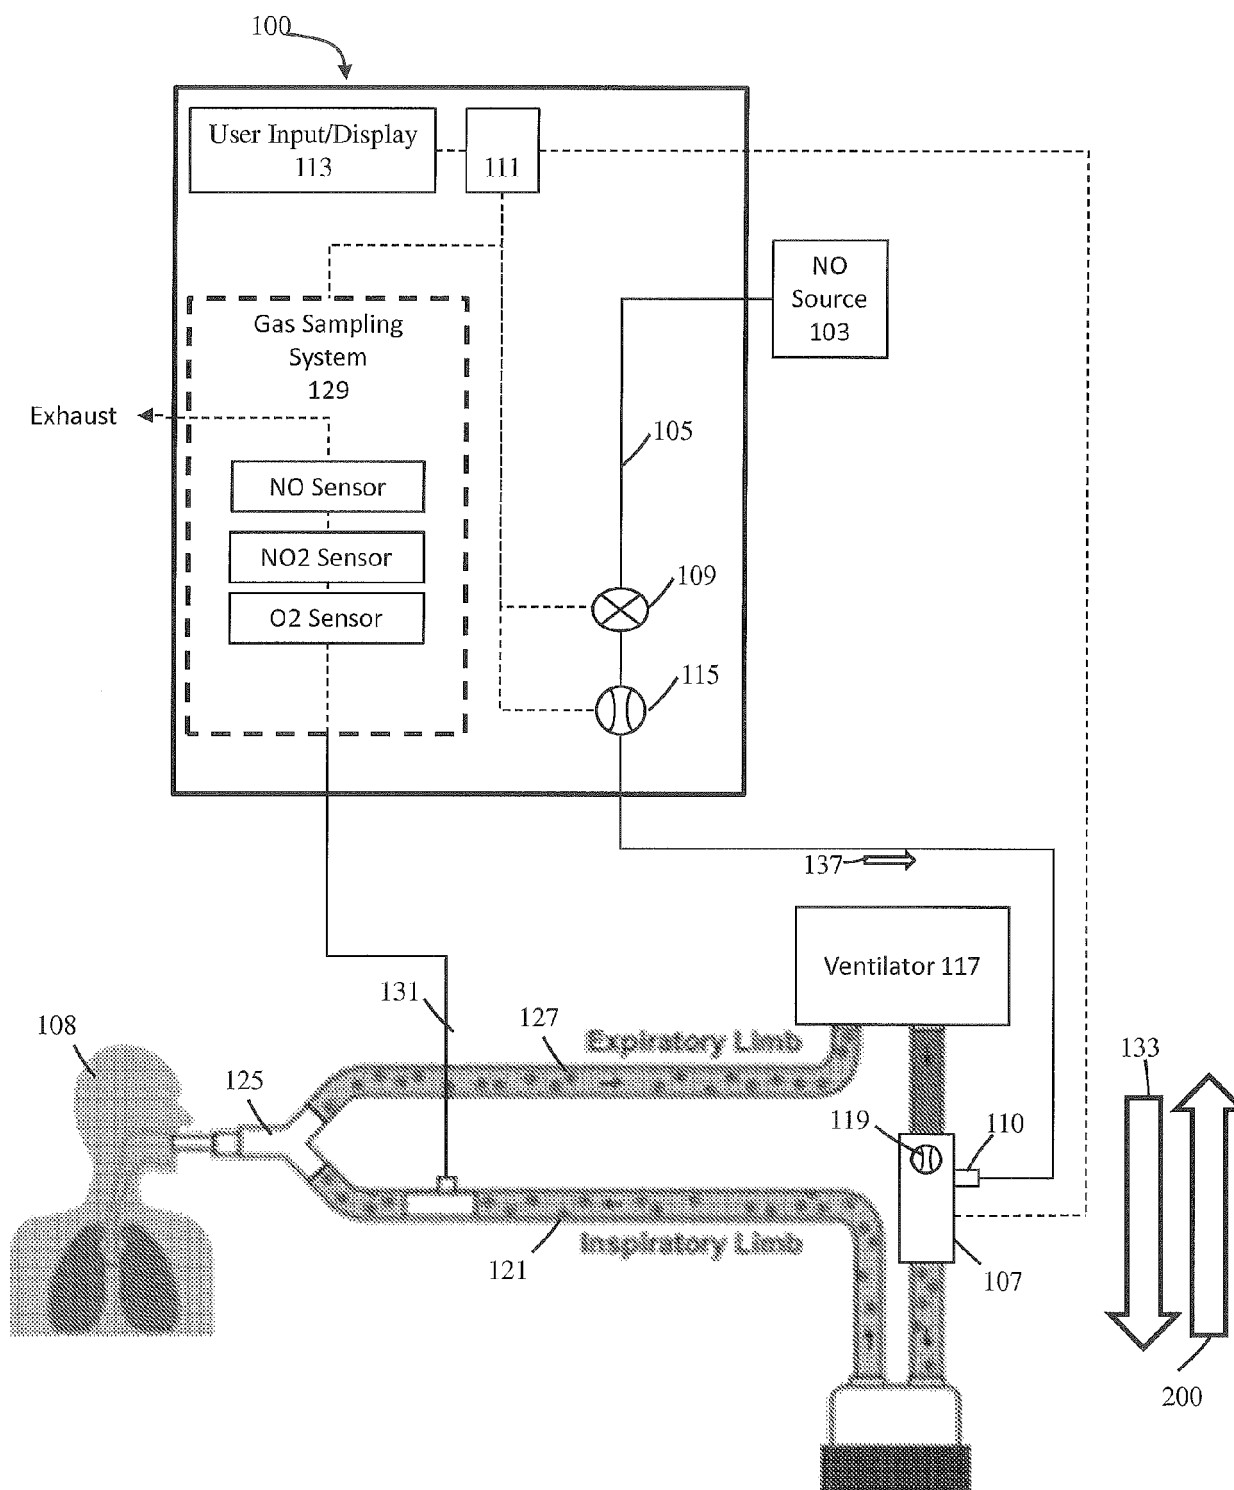 100
User Input/Display
113
111
NO
Source
103
Gas Sampling
System
129
Exhaust
105
NO Sensor
NO2 Sensor
109
O2 Sensor
115
137
Ventilator 117
131
108
127
Expiratory Limb
133
125
119
110
Inspiratory Limb
121
107
200